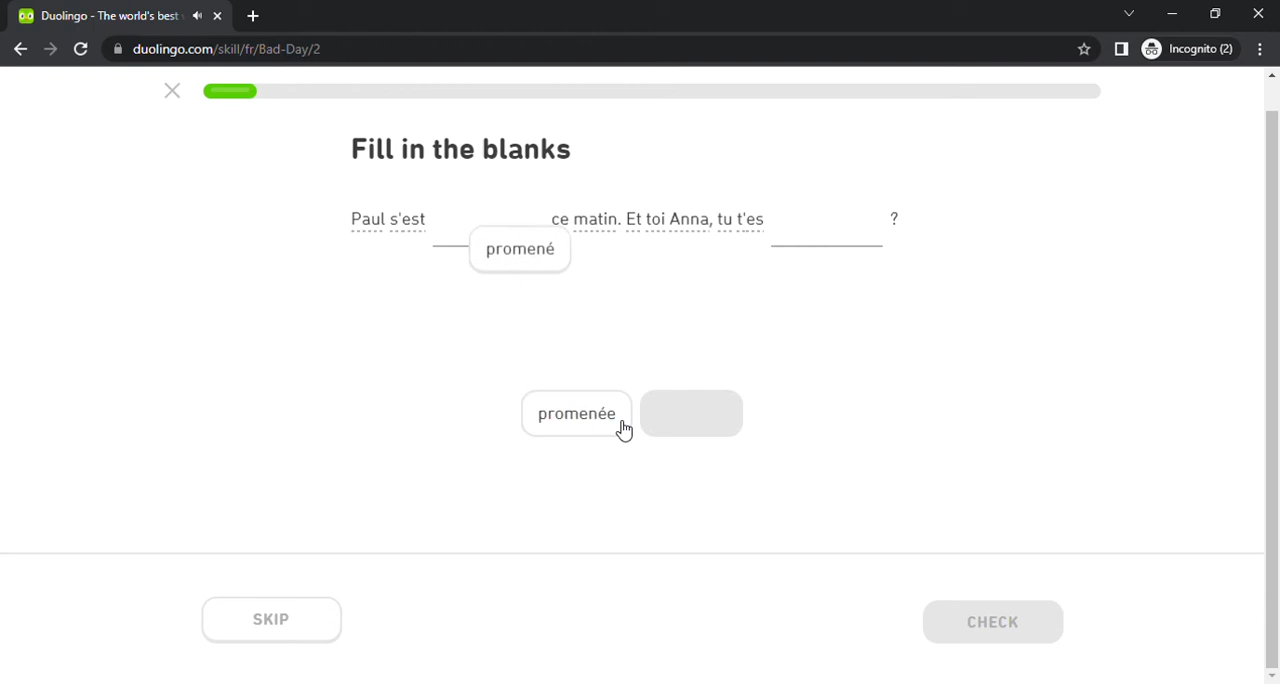 Duolingo - The world's best
duolingo.com/skill/fr/Bad-Day/2
Incognito (2)
Fill in the blanks
Paul s'est ce matin. Et toi Anna, tu t'es ?
promené
promenée
SKIP
CHECK